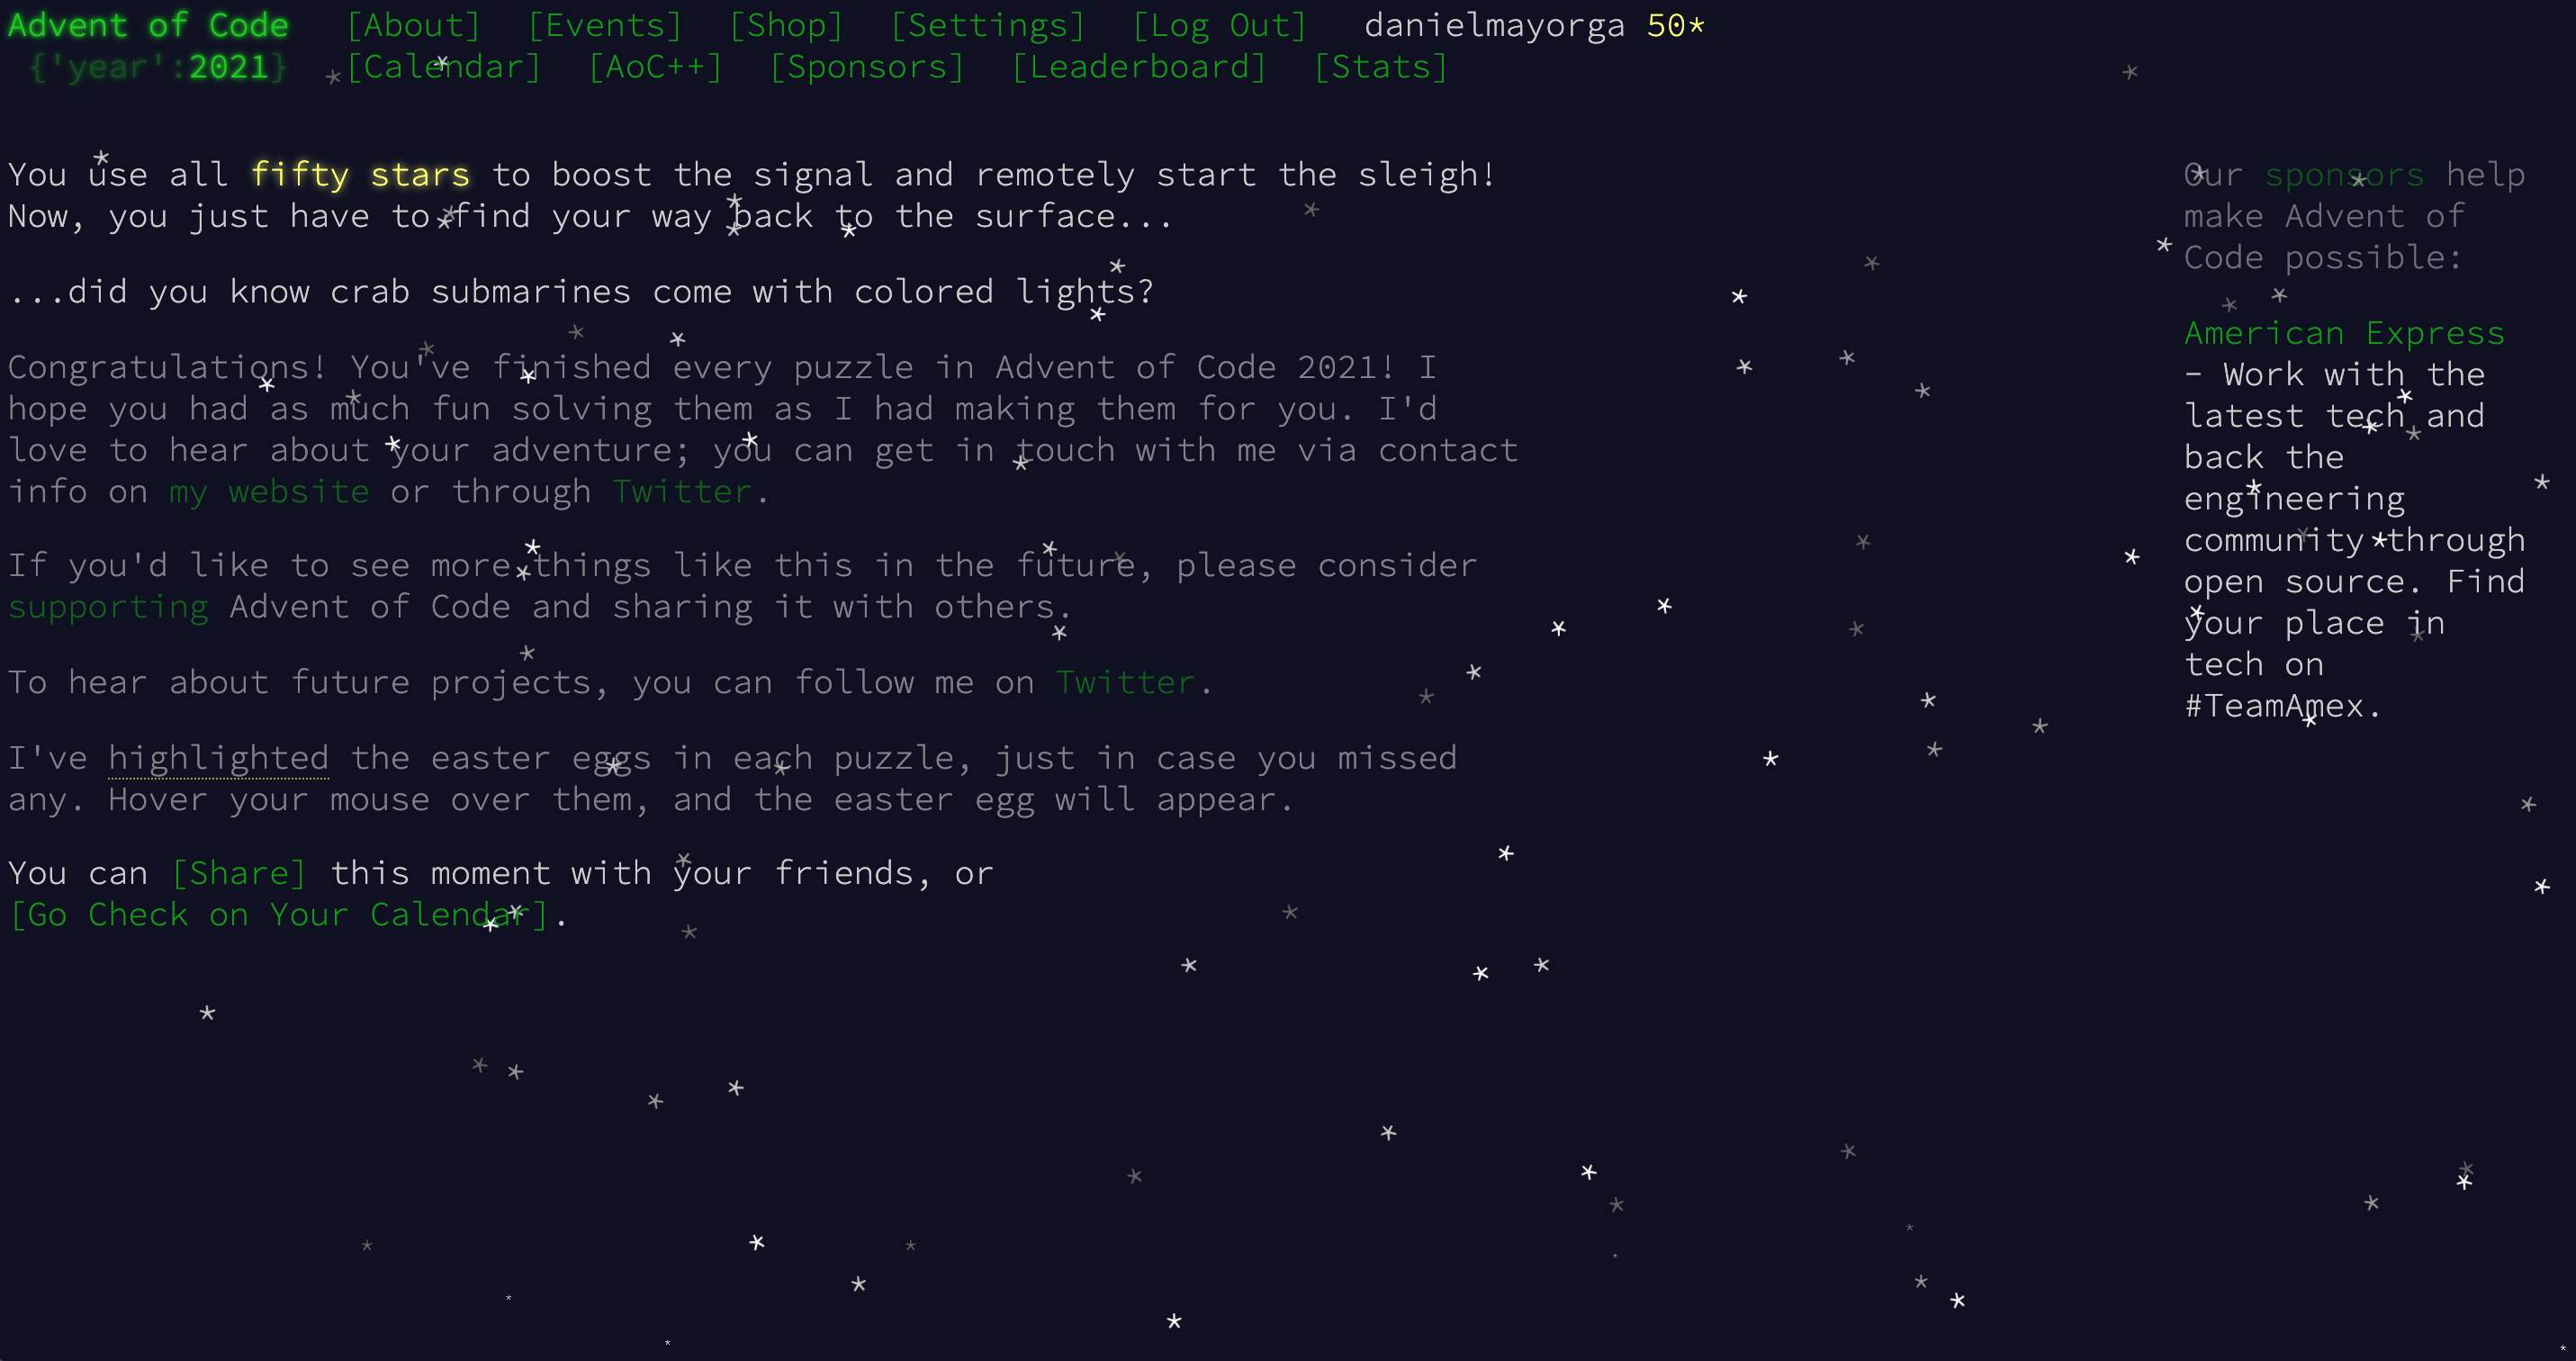 Advent of Code [About] [Events] [Shop] [Settings] [Log Out] danielmayorga 50*
{'year':2021} [Calendar] [AoC++] [Sponsors] [Leaderboard] [Stats]
You use all fifty stars to boost the signal and remotely start the sleigh!
Now, you just have to find your way back to the surface...
...did you know crab submarines come with colored lights?
Congratulations! You've finished every puzzle in Advent of Code 2021! I
hope you had as much fun solving them as I had making them for you. I'd
love to hear about your adventure; you can get in touch with me via contact
info on my website or through Twitter.
If you'd like to see more things like this in the future, please consider
supporting Advent of Code and sharing it with others.
To hear about future projects, you can follow me on Twitter.
I've highlighted the easter eggs in each puzzle, just in case you missed
any. Hover your mouse over them, and the easter egg will appear.
You can [Share] this moment with your friends, or
[Go Check on Your Calendar].
Our sponsors help
make Advent of
Code possible:
American Express
- Work with the
latest tech and
back the
engineering
community through
open source. Find
your place in
tech on
#TeamAmex.